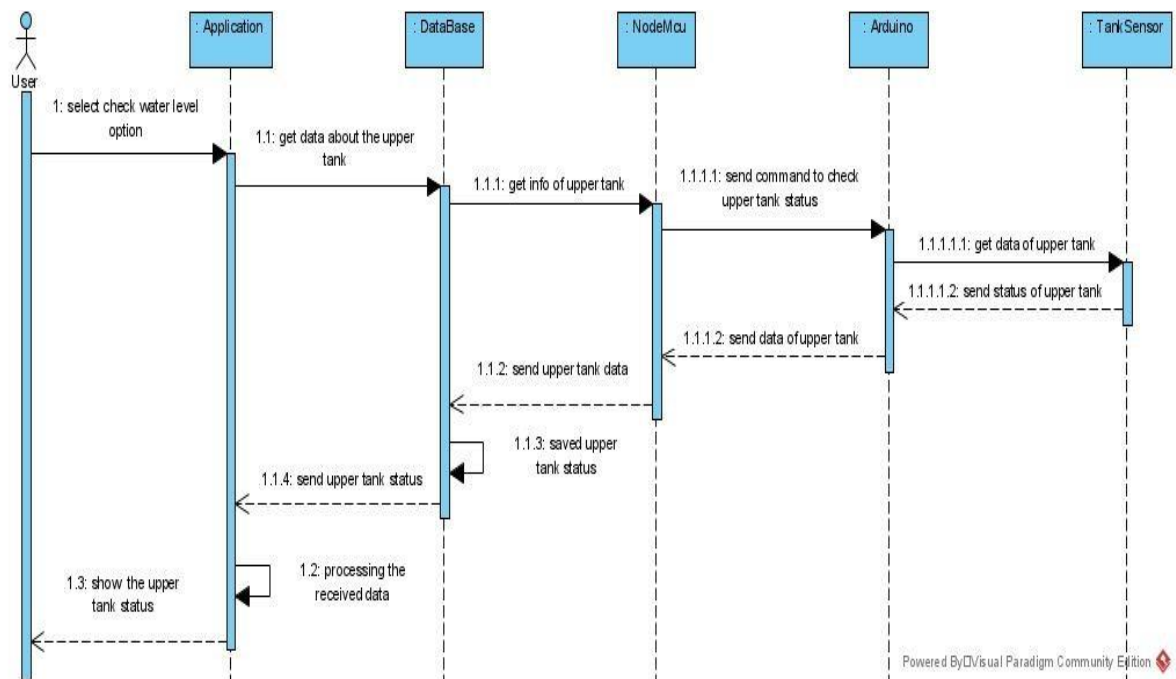 : Application
: DataBase
: NodeMcu
: Arduino
: TankSensor
User
1: select check water level
option
1.1: get data about the upper
tank
1.1.1: get info of upper tank
1.1.1.1: send command to check
upper tank status
1.1.1.1.1: get data of upper tank
1.1.1.1.2: send status of upper tank
1.1.1.2: send data of upper tank
1.1.2: send upper tank data
1.1.3: saved upper
tank status
1.1.4: send upper tank status
1.2: processing the
received data
1.3: show the upper
tank status
Powered By□Visual Paradigm Community Edition